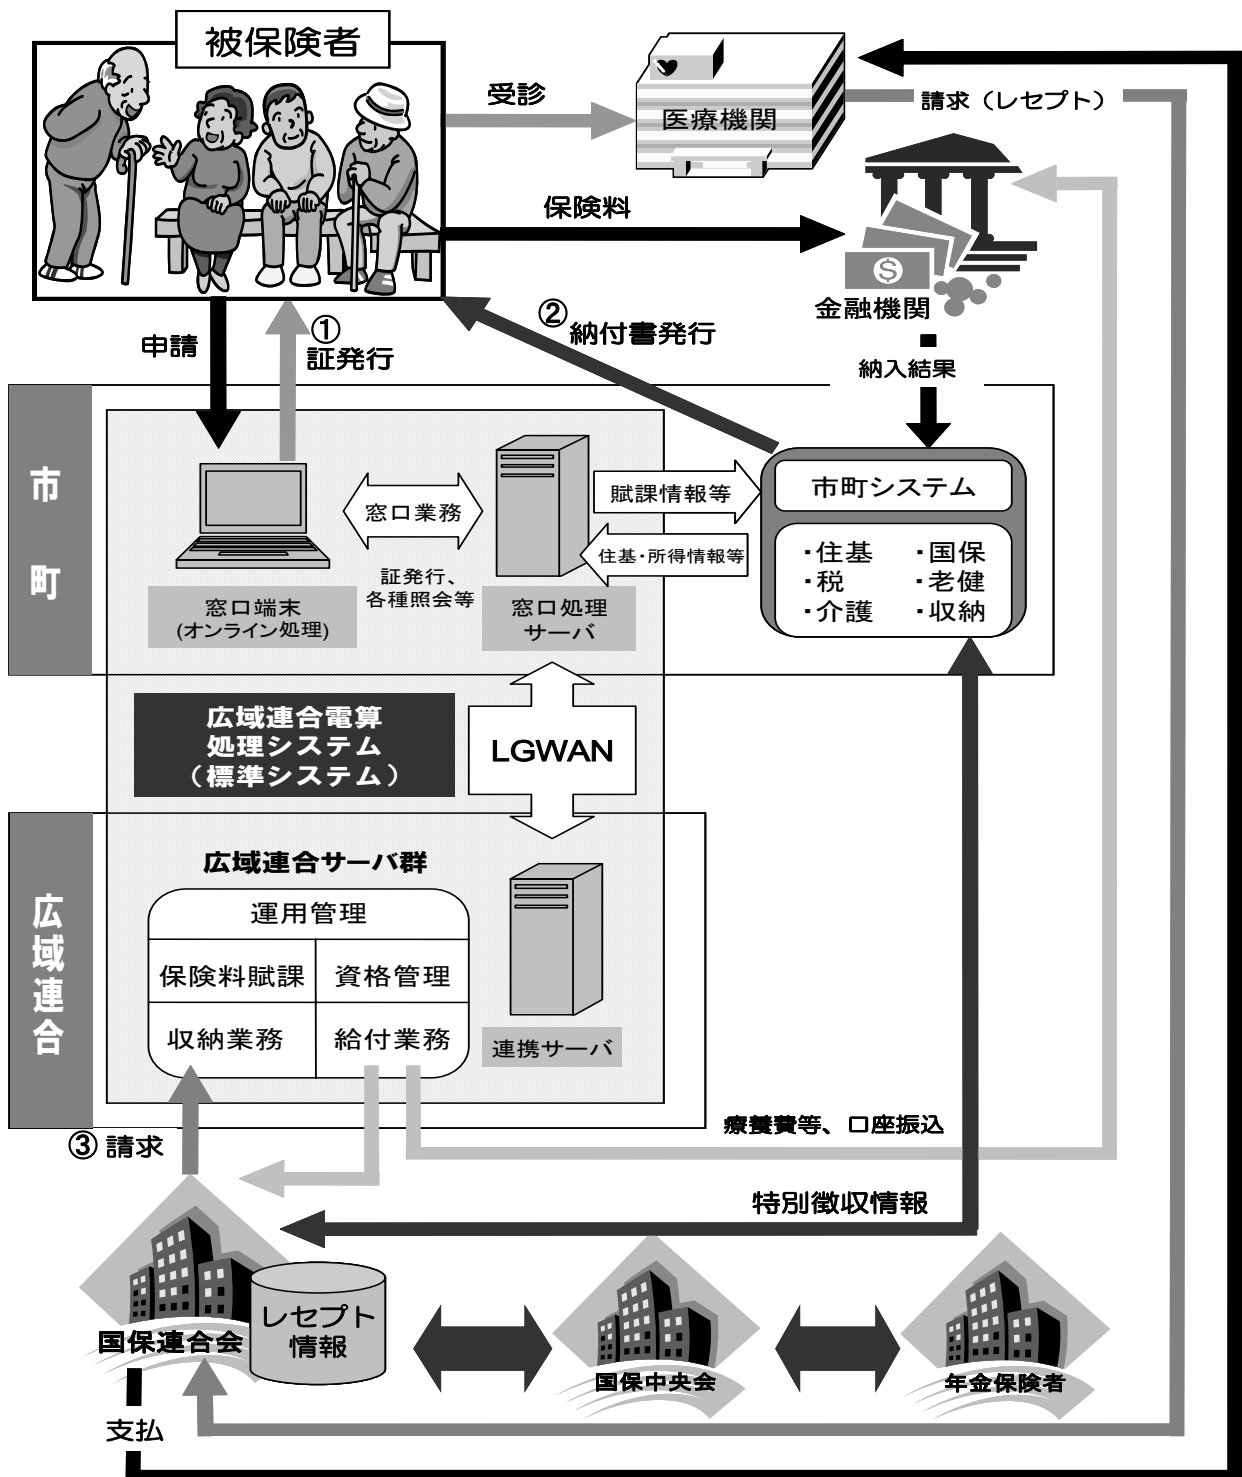 被保険者
受診
医療機関
請求（レセプト）
保険料
$
金融機関
申請
①
証発行
②
納付書発行
納入結果
市町
窓口業務
証発行、
各種照会等
窓口端末
(オンライン処理)
窓口処理
サーバ
賦課情報等
住基・所得情報等
市町システム
・住基 ・国保
・税 ・老健
・介護 ・収納
広域連合電算
処理システム
（標準システム）
LGWAN
広域連合
広域連合サーバ群
運用管理
保険料賦課 資格管理
収納業務 給付業務
連携サーバ
③ 請求
療養費等、口座振込
特別徴収情報
国保連合会
レセプト
情報
国保中央会
年金保険者
支払